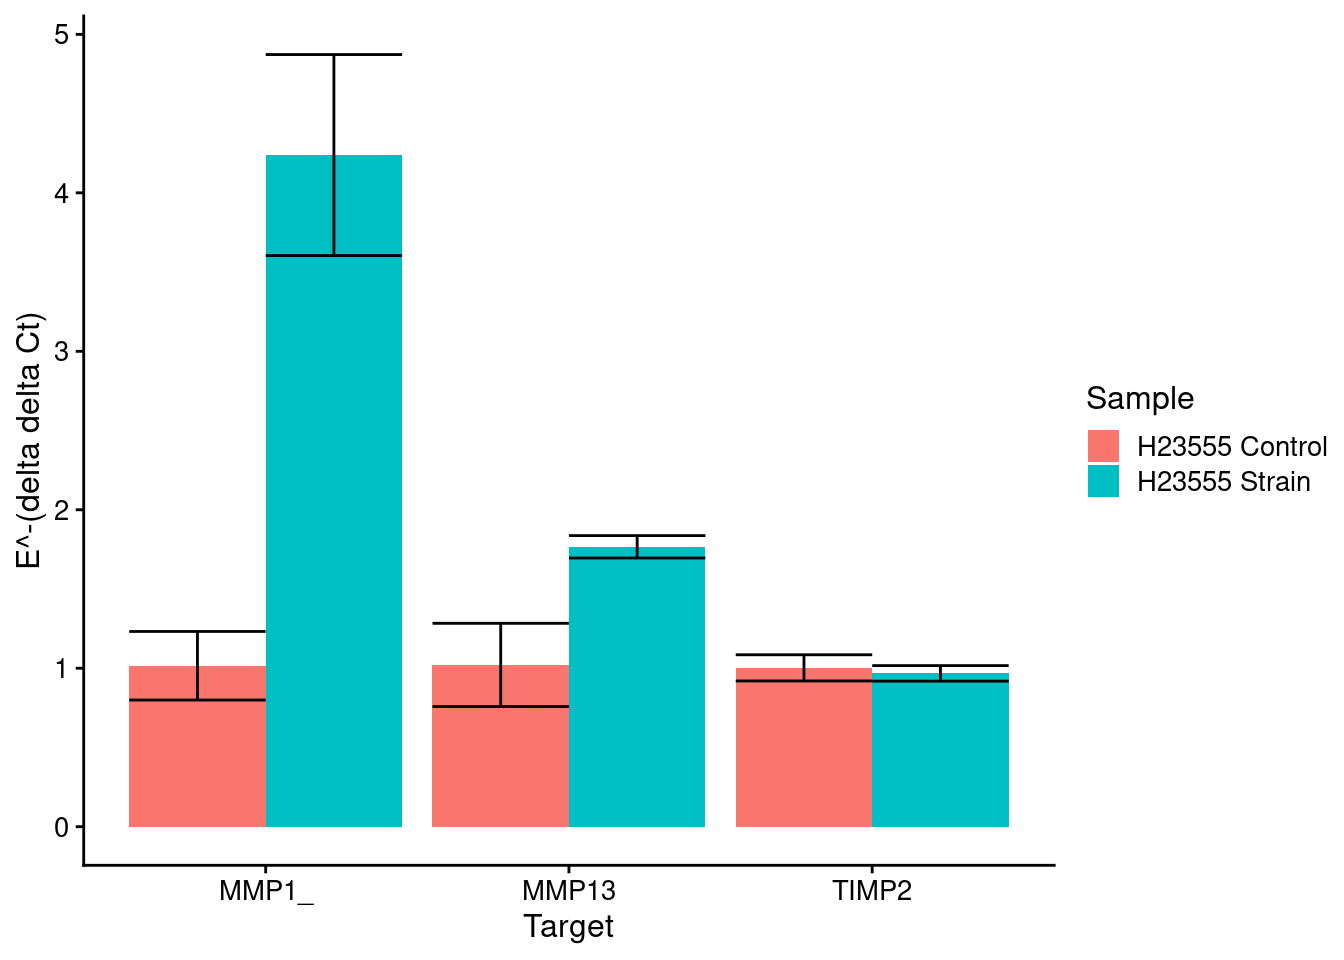 5
4
3
2
1
0
E^-(delta delta Ct)
MMP1_
MMP13
TIMP2
Target
Sample
H23555 Control
H23555 Strain